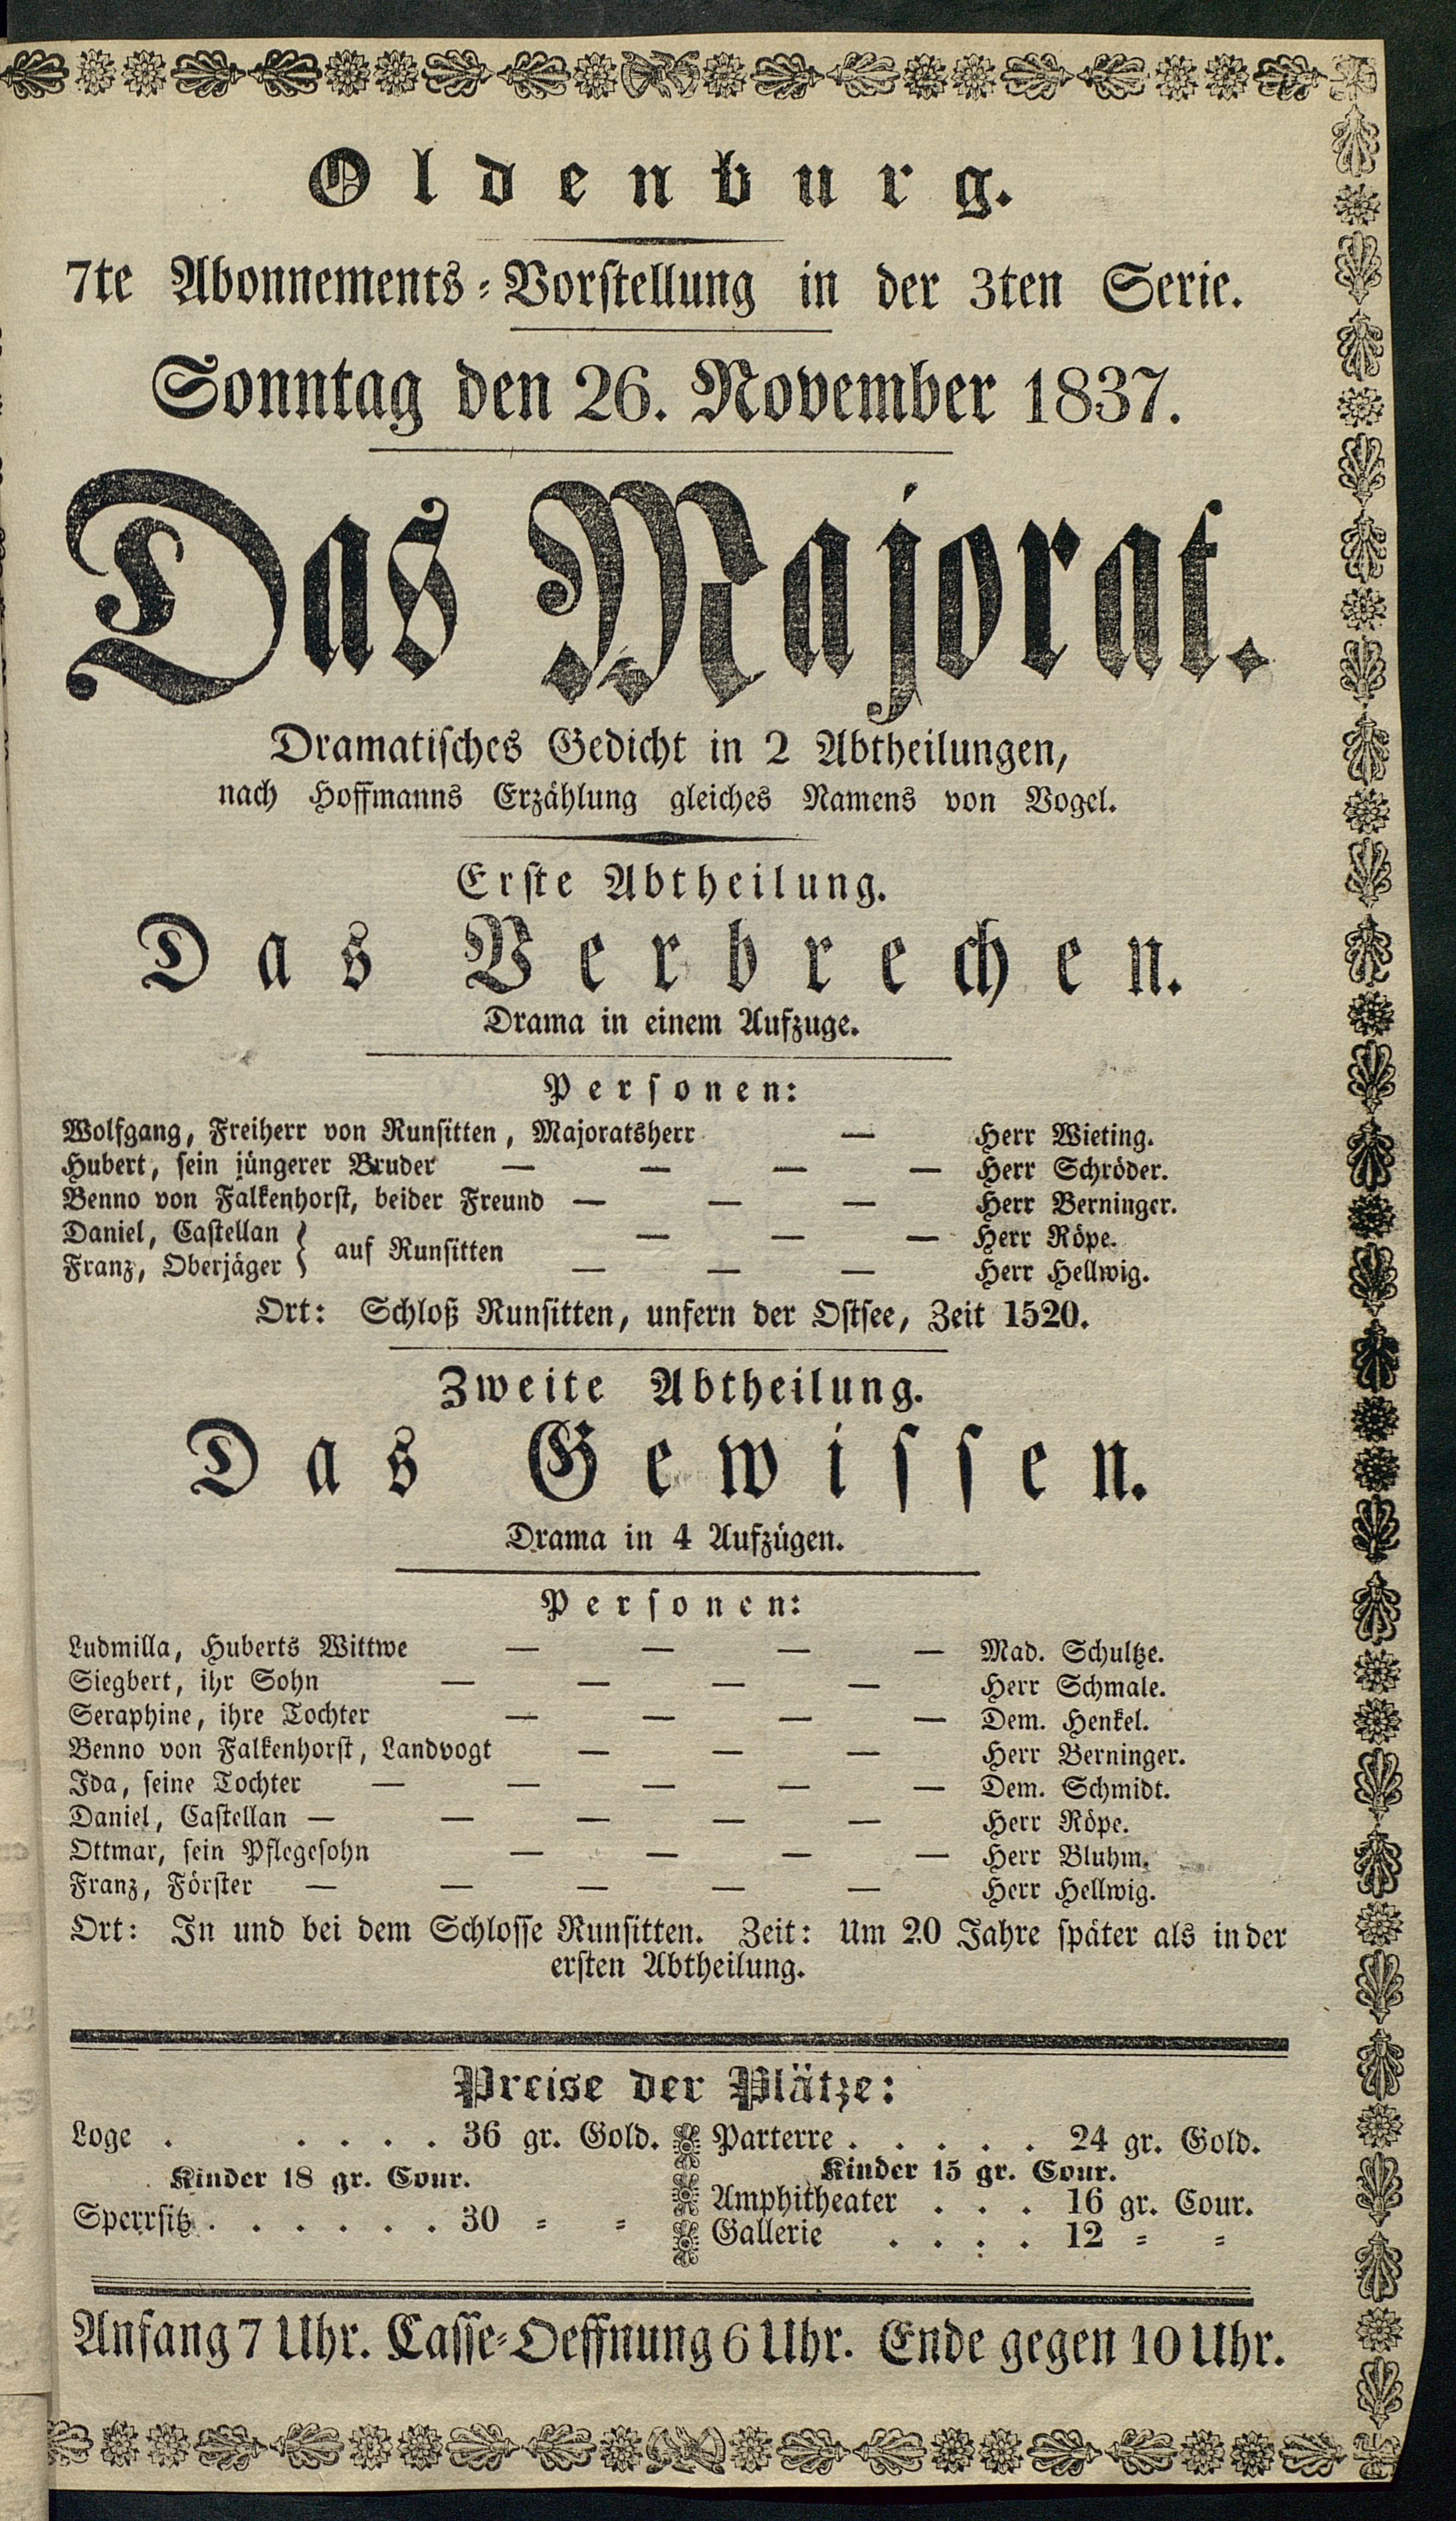 Oldenburg.
7te Abonnements-Vorstellung in der 3ten Serie.
Sonntag den 26. November 1837.
Das Majorat.
Dramatisches Gedicht in 2 Abtheilungen,
nach Hoffmanns Erzählung gleiches Namens von Vogel.
Erste Abtheilung.
Das Verbrechen.
Drama in einem Aufzuge.
Personen:
Wolfgang, Freiherr von Runsitten, Majoratsherr — Herr Wieting.
Hubert, sein jüngerer Bruder — — — — Herr Schröder.
Benno von Falkenhorst, beider Freund — — — Herr Berninger.
Daniel, Castellan } auf Runsitten — — — Herr Röpe.
Franz, Oberjäger } — — — Herr Hellwig.
Ort: Schloß Runsitten, unfern der Ostsee, Zeit 1520.
Zweite Abtheilung.
Das Gewissen.
Drama in 4 Aufzügen.
Personen:
Ludmilla, Huberts Wittwe — — — — Mad. Schultze.
Siegbert, ihr Sohn — — — — Herr Schmale.
Seraphine, ihre Tochter — — — — Dem. Henkel.
Benno von Falkenhorst, Landvogt — — — Herr Berninger.
Ida, seine Tochter — — — — — Dem. Schmidt.
Daniel, Castellan — — — — — Herr Röpe.
Ottmar, sein Pflegesohn — — — — Herr Bluhm.
Franz, Förster — — — — — Herr Hellwig.
Ort: In und bei dem Schlosse Runsitten. Zeit: Um 20 Jahre später als in der
ersten Abtheilung.
Preise der Plätze:
Loge . . . . . 36 gr. Gold.
Kinder 18 gr. Cour.
Sperrsitz . . . . . . 30 = =
Parterre . . . . . 24 gr. Gold.
Kinder 15 gr. Cour.
Amphitheater . . . 16 gr. Cour.
Gallerie . . . . 12 = =
Anfang 7 Uhr. Casse-Oeffnung 6 Uhr. Ende gegen 10 Uhr.